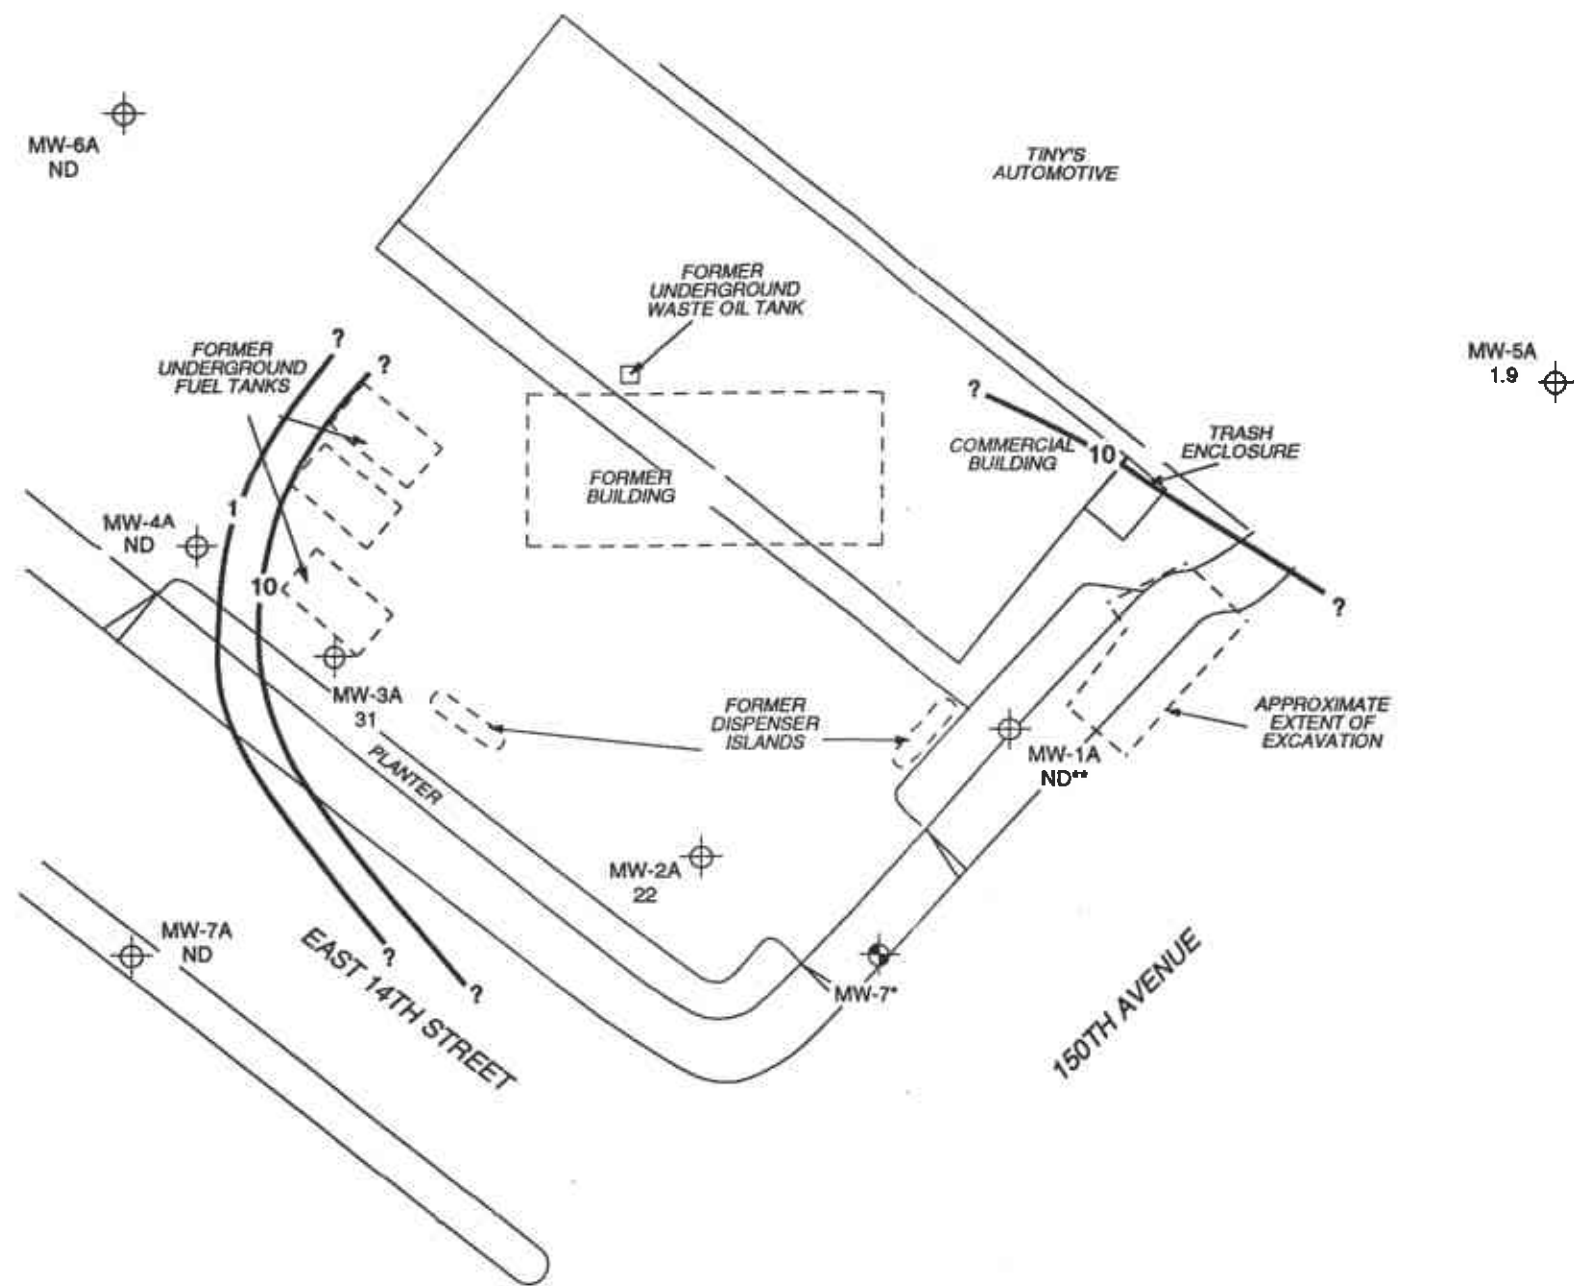 MW-6A
ND
TINY'S
AUTOMOTIVE
FORMER
UNDERGROUND
WASTE OIL TANK
?
?
FORMER
UNDERGROUND
FUEL TANKS
MW-5A
1.9
?
TRASH
ENCLOSURE
COMMERCIAL
BUILDING
10
FORMER
BUILDING
1
MW-4A
ND
10
?
MW-3A
31
FORMER
DISPENSER
ISLANDS
APPROXIMATE
EXTENT OF
EXCAVATION
MW-1A
ND**
PLANTER
MW-2A
22
MW-7A
ND
?
?
EAST 14TH STREET
MW-7*
150TH AVENUE